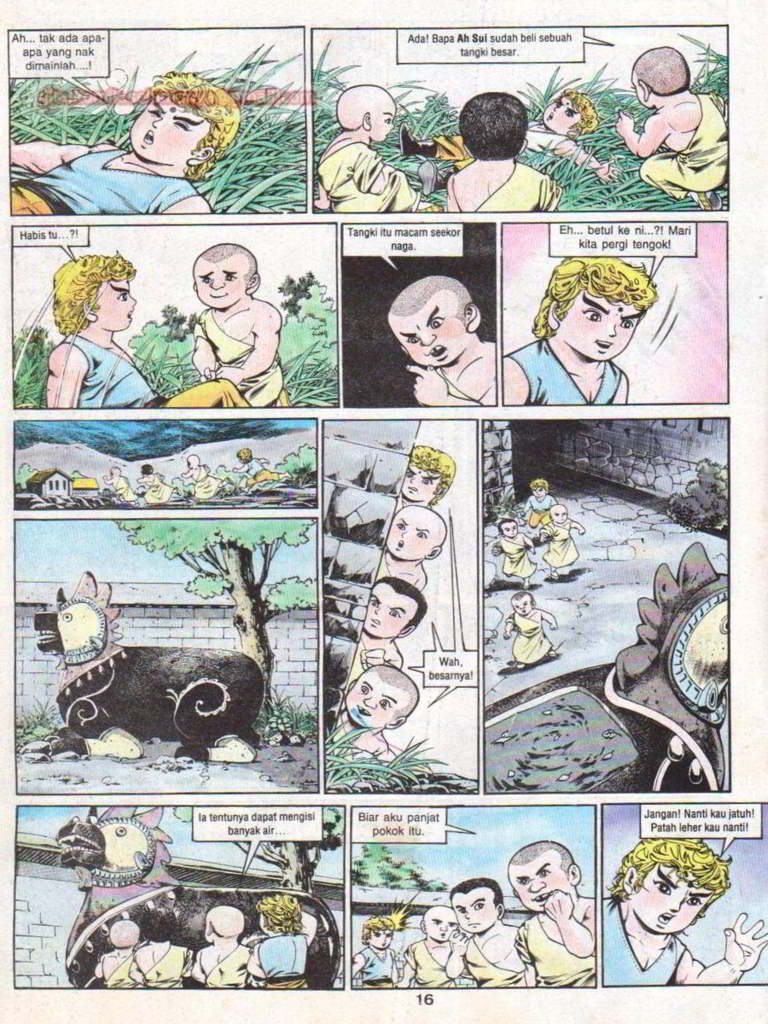 Ah... tak ada apa-
apa yang nak
dimainlah....!
Ada! Bapa Ah Sui sudah beli sebuah
tangki besar.
Habis tu...?!
Tangki itu macam seekor
naga.
Eh... betul ke ni...?! Mari
kita pergi tengok!
Wah,
besarnya!
Ia tentunya dapat mengisi
banyak air...
Biar aku panjat
pokok itu.
Jangan! Nanti kau jatuh!
Patah leher kau nanti!
16